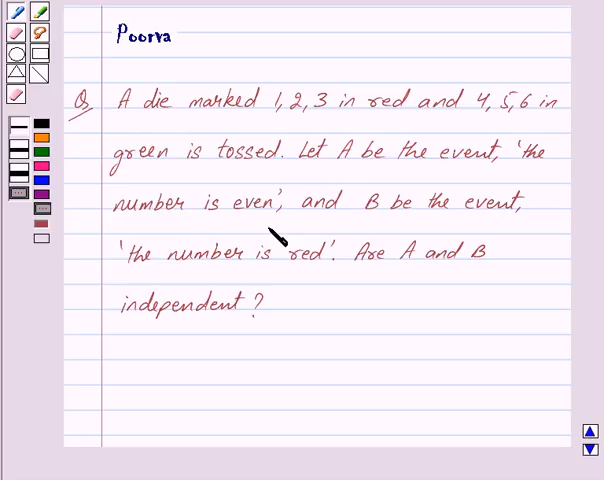 Poorva
Q. A die marked 1, 2, 3 in red and 4, 5, 6 in
green is tossed. Let A be the event, 'the
number is even', and B be the event,
'the number is red'. Are A and B
independent?